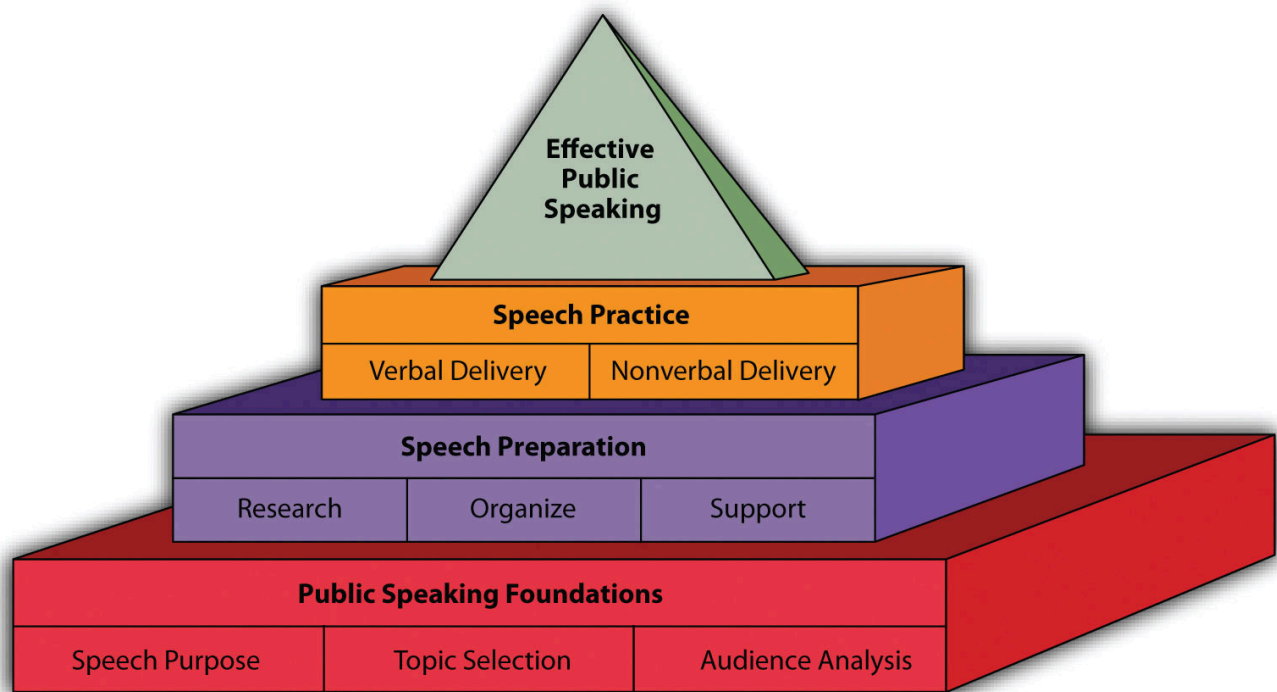 Effective
Public
Speaking
Speech Practice
Verbal Delivery
Nonverbal Delivery
Speech Preparation
Research
Organize
Support
Public Speaking Foundations
Speech Purpose
Topic Selection
Audience Analysis